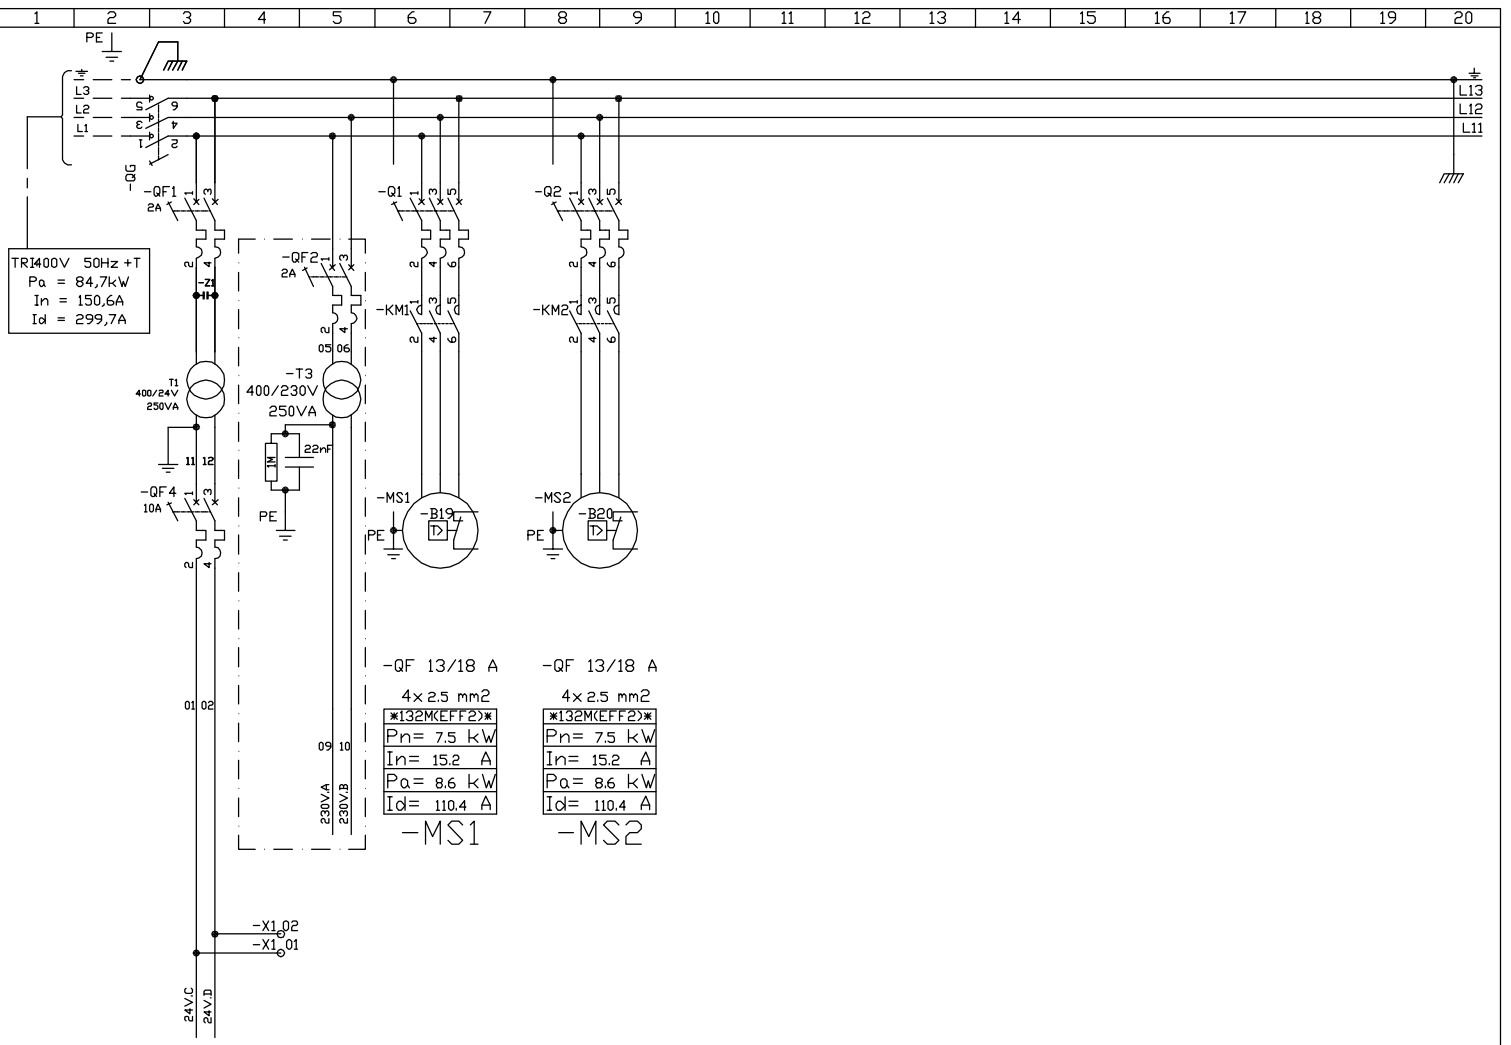 1 2 3 4 5 6 7 8 9 10 11 12 13 14 15 16 17 18 19 20
PE
L3
L2
L1
5 6
3 4
1 2
L13
L12
L11
-QG
-QF1
2A
1 3
2 4
-Z1
TRI400V 50Hz +T
Pa = 84,7kW
In = 150,6A
Id = 299,7A
T1
400/24V
250VA
11 12
-QF4
10A
1 3
2 4
01 02
-X1 02
-X1 01
24V.C
24V.D
-QF2
2A
1 3
2 4
05 06
-T3
400/230V
250VA
22nF
1M
PE
09 10
230V.A
230V.B
-Q1
1 3 5
2 4 6
-KM1
1 3 5
2 4 6
-MS1
-B19
PE
-Q2
1 3 5
2 4 6
-KM2
1 3 5
2 4 6
-MS2
-B20
PE
-QF 13/18 A
4x2.5 mm2
*132M(EFF2)*
Pn= 7.5 kW
In= 15.2 A
Pa= 8.6 kW
Id= 110.4 A
-MS1
-QF 13/18 A
4x2.5 mm2
*132M(EFF2)*
Pn= 7.5 kW
In= 15.2 A
Pa= 8.6 kW
Id= 110.4 A
-MS2